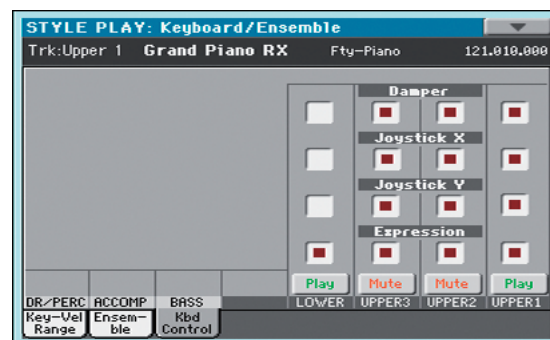 STYLE PLAY: Keyboard/Ensemble
Trk:Upper 1 Grand Piano RX Fty-Piano 121.010.000
Damper
Joystick X
Joystick Y
Expression
Play Mute Mute Play
DR/PERC ACCOMP BASS LOWER UPPER3 UPPER2 UPPER1
Key-Vel Range Ensem-ble Kbd Control